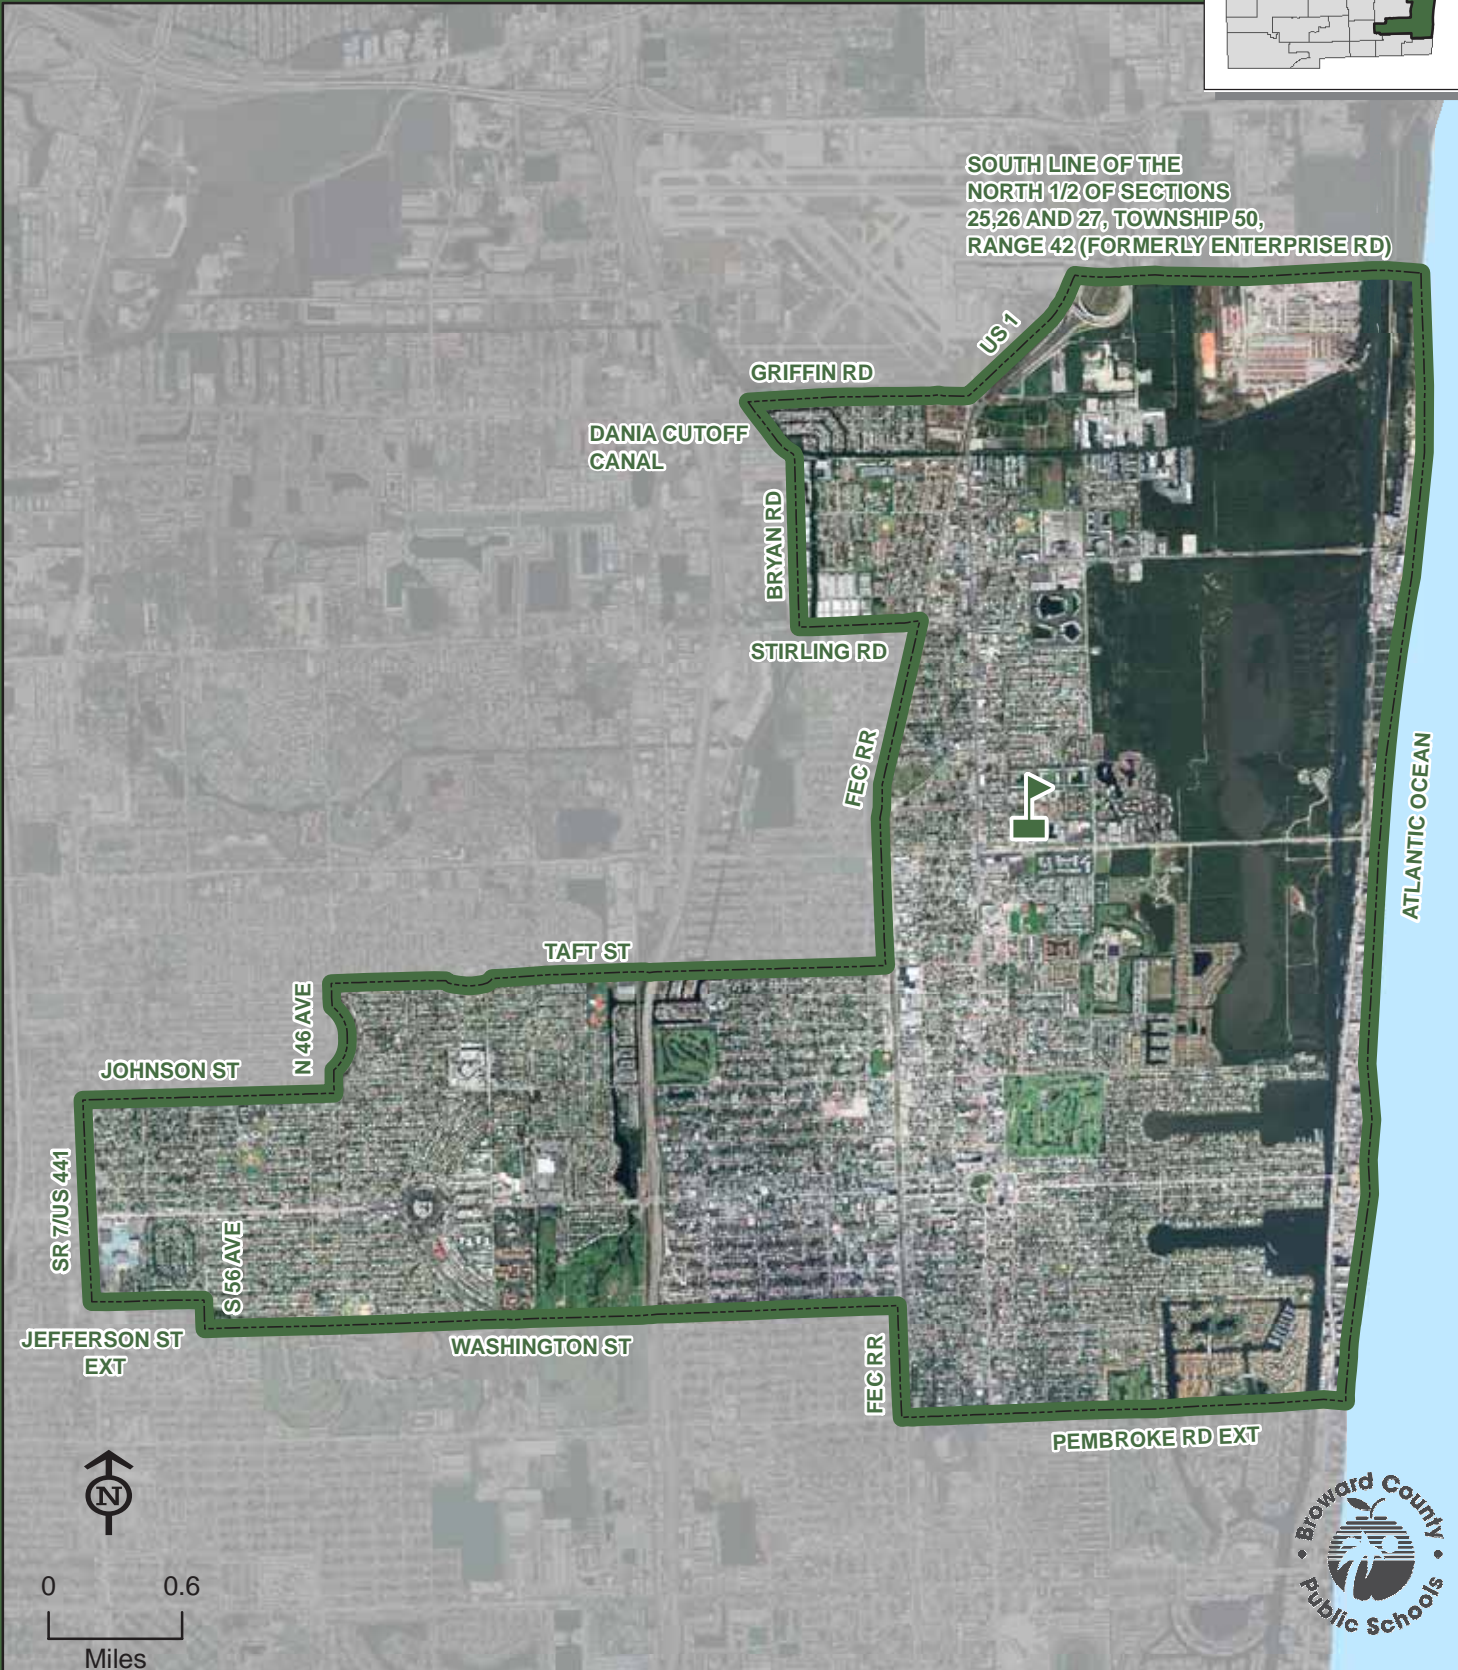 SOUTH LINE OF THE
NORTH 1/2 OF SECTIONS
25,26 AND 27, TOWNSHIP 50,
RANGE 42 (FORMERLY ENTERPRISE RD)
US 1
GRIFFIN RD
DANIA CUTOFF
CANAL
BRYAN RD
STIRLING RD
FEC RR
ATLANTIC OCEAN
TAFT ST
N 46 AVE
JOHNSON ST
SR 7/US 441
S 56 AVE
JEFFERSON ST
EXT
WASHINGTON ST
FEC RR
PEMBROKE RD EXT
N
0 0.6
Miles
Broward County
Public Schools